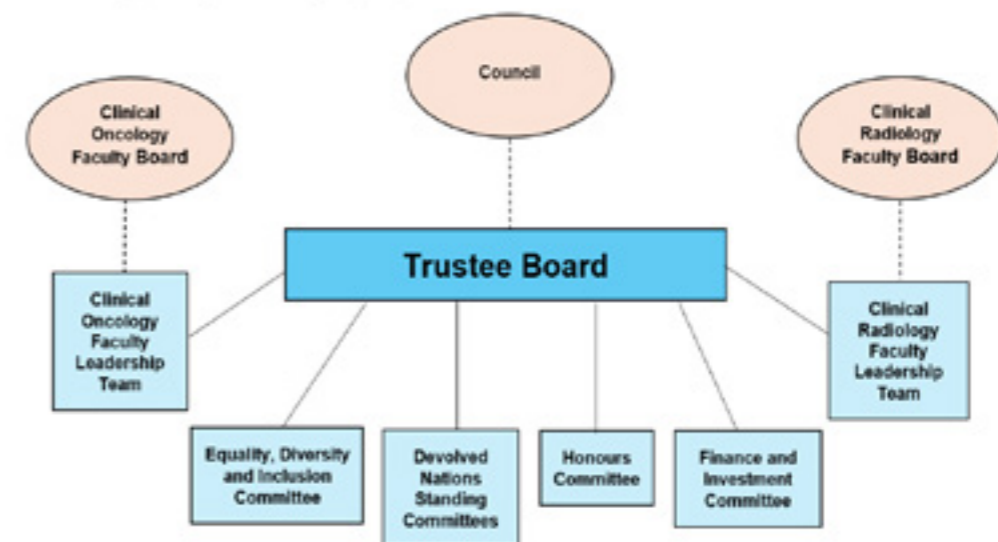 Council
Clinical
Oncology
Faculty Board
Clinical
Radiology
Faculty Board
Trustee Board
Clinical
Oncology
Faculty
Leadership
Team
Clinical
Radiology
Faculty
Leadership
Team
Equality, Diversity
and Inclusion
Committee
Devolved
Nations
Standing
Committees
Honours
Committee
Finance and
Investment
Committee